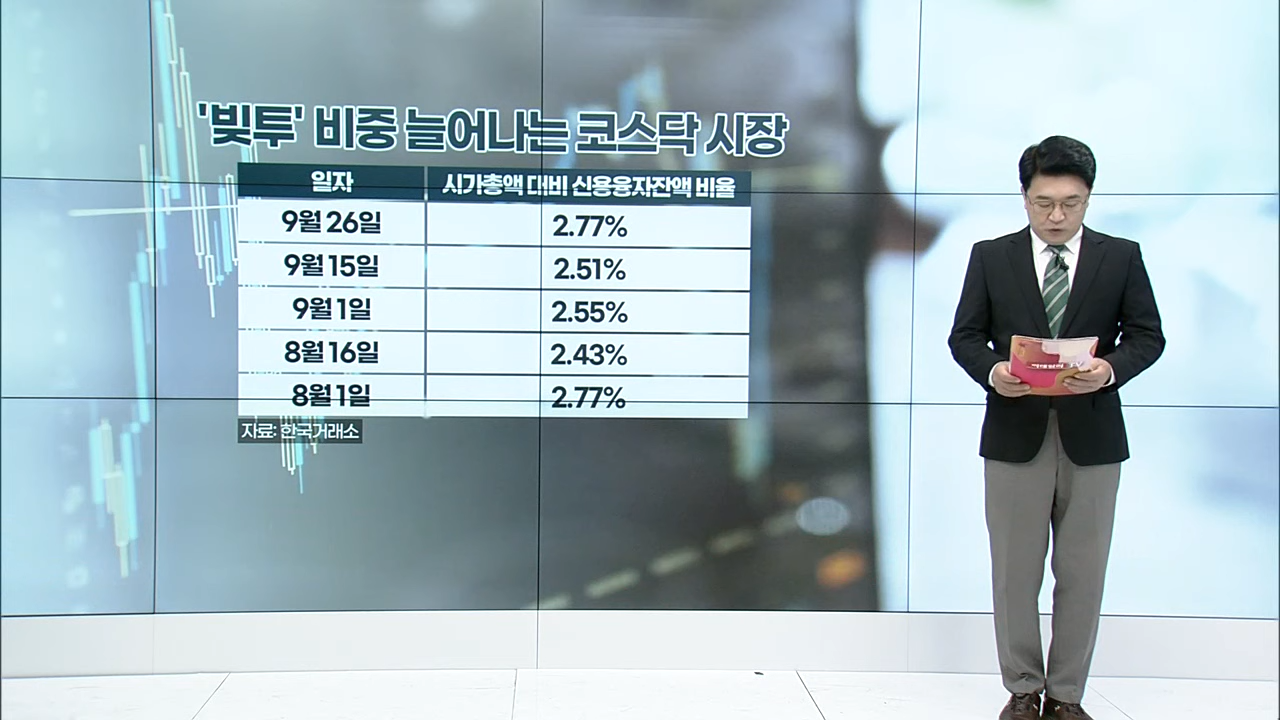 '빚투' 비중 늘어나는 코스닥 시장
일자 시가총액 대비 신용융자잔액 비율
9월 26일 2.77%
9월 15일 2.51%
9월 1일 2.55%
8월 16일 2.43%
8월 1일 2.77%
자료: 한국거래소